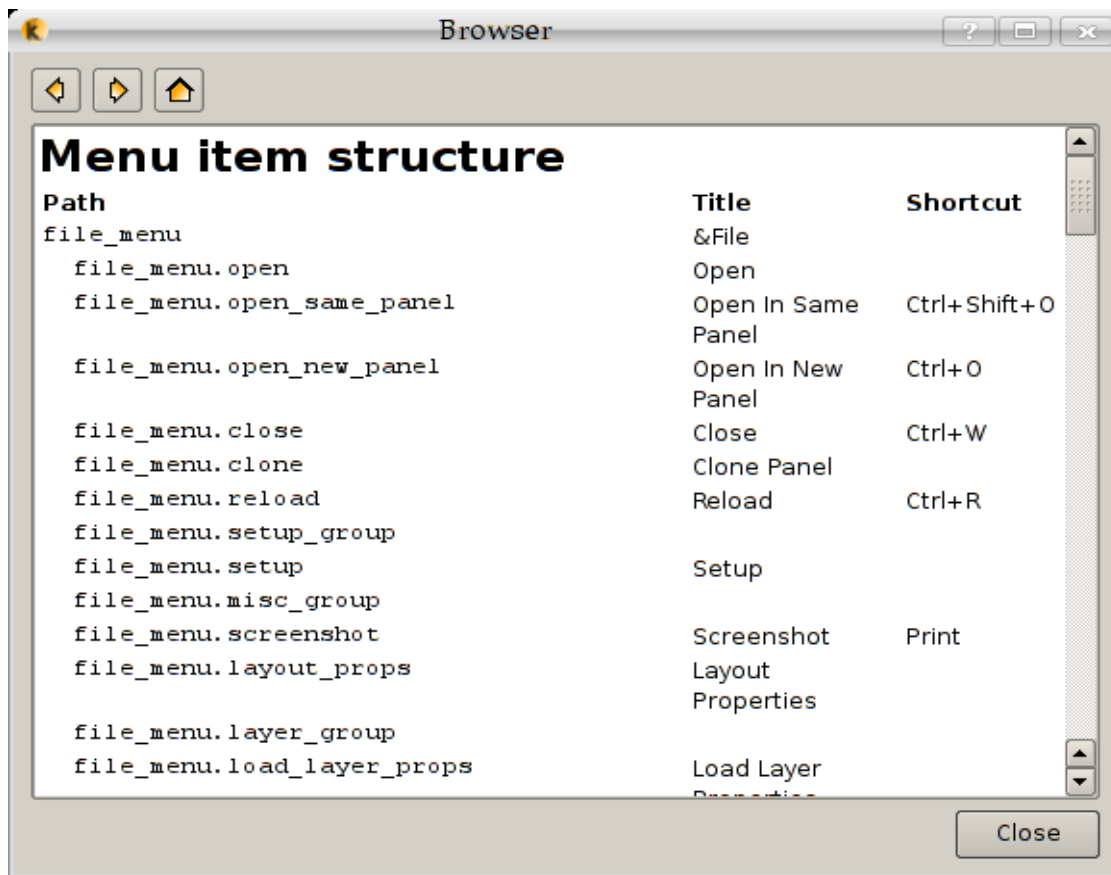 Browser
Menu item structure
Path Title Shortcut
file_menu &File
file_menu.open Open
file_menu.open_same_panel Open In Same Ctrl+Shift+O
Panel
file_menu.open_new_panel Open In New Ctrl+O
Panel
file_menu.close Close Ctrl+W
file_menu.clone Clone Panel
file_menu.reload Reload Ctrl+R
file_menu.setup_group
file_menu.setup Setup
file_menu.misc_group
file_menu.screenshot Screenshot Print
file_menu.layout_props Layout
Properties
file_menu.layer_group
file_menu.load_layer_props Load Layer
Close